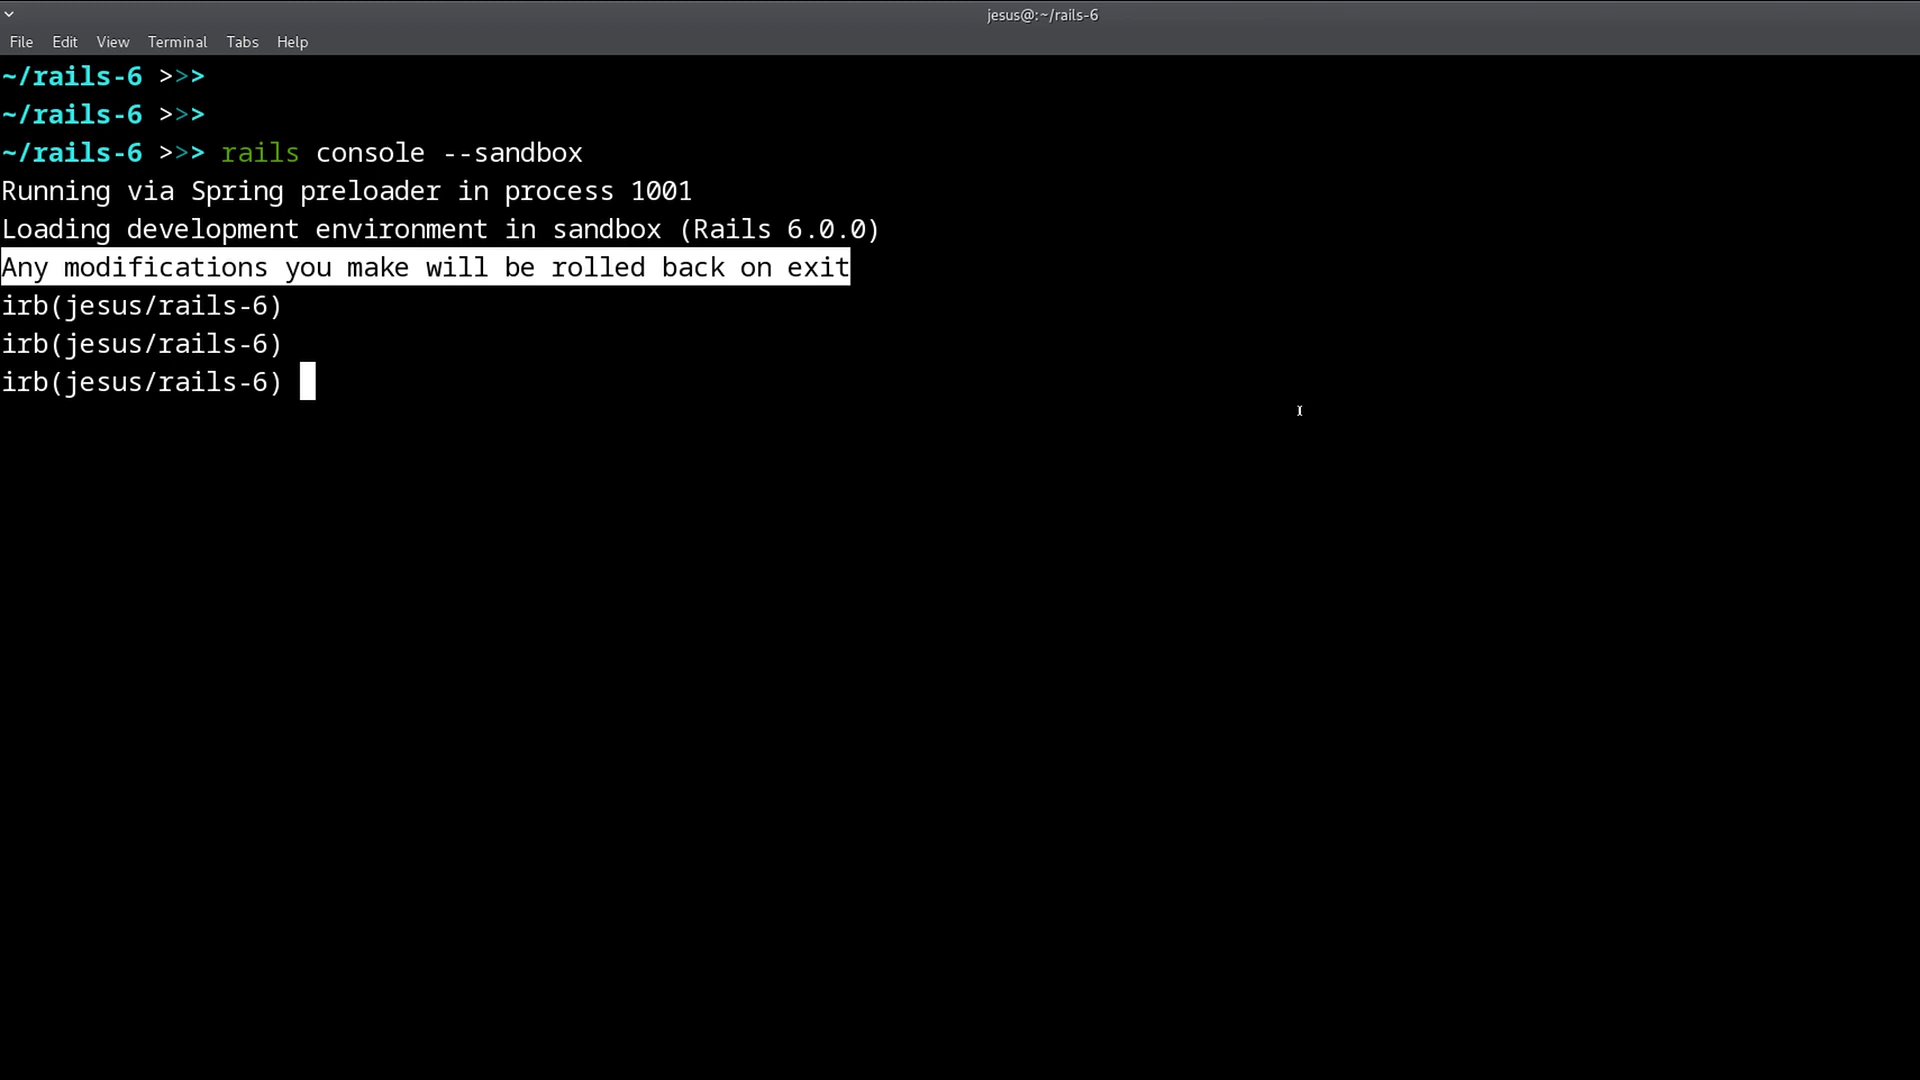 jesus@:~/rails-6
File Edit View Terminal Tabs Help
~/rails-6 >>>
~/rails-6 >>>
~/rails-6 >>> rails console --sandbox
Running via Spring preloader in process 1001
Loading development environment in sandbox (Rails 6.0.0)
Any modifications you make will be rolled back on exit
irb(jesus/rails-6)
irb(jesus/rails-6)
irb(jesus/rails-6)